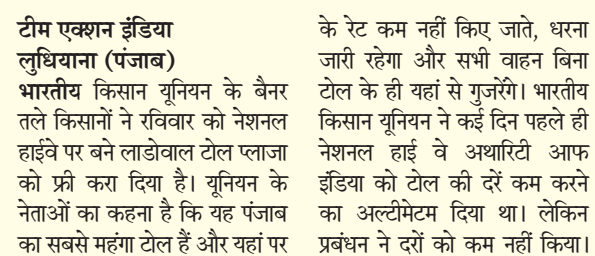 टीम एक्शन इंडिया
लुधियाना (पंजाब)
भारतीय किसान यूनियन के बैनर
तले किसानों ने रविवार को नेशनल
हाईवे पर बने लाडोवाल टोल प्लाजा
को फ्री करा दिया है। यूनियन के
नेताओं का कहना है कि यह पंजाब
का सबसे महंगा टोल हैं और यहां पर
के रेट कम नहीं किए जाते, धरना
जारी रहेगा और सभी वाहन बिना
टोल के ही यहां से गुजरेंगे। भारतीय
किसान यूनियन ने कई दिन पहले ही
नेशनल हाई वे अथारिटी आफ
इंडिया को टोल की दरें कम करने
का अल्टीमेटम दिया था। लेकिन
प्रबंधन ने दरों को कम नहीं किया।